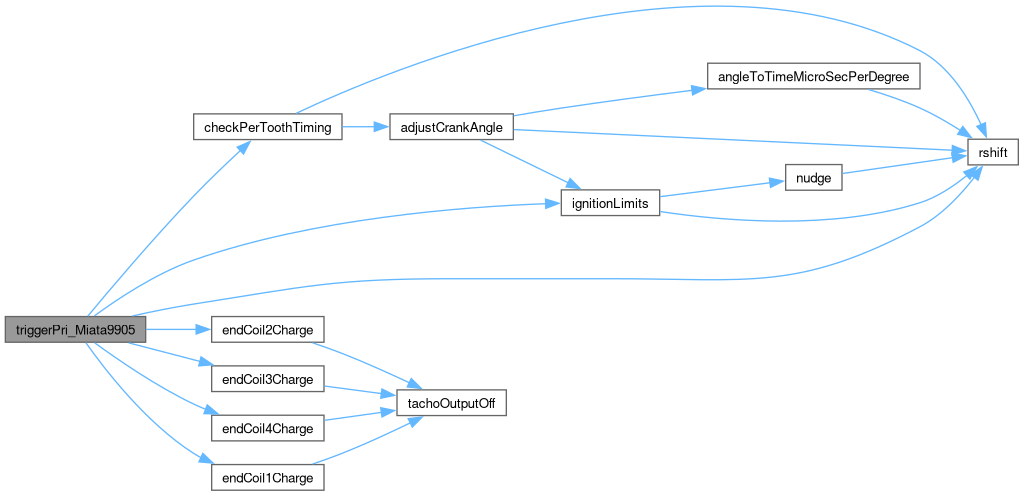 angleToTimeMicroSecPerDegree
checkPerToothTiming
adjustCrankAngle
rshift
nudge
ignitionLimits
triggerPri_Miata9905
endCoil2Charge
endCoil3Charge
tachoOutputOff
endCoil4Charge
endCoil1Charge